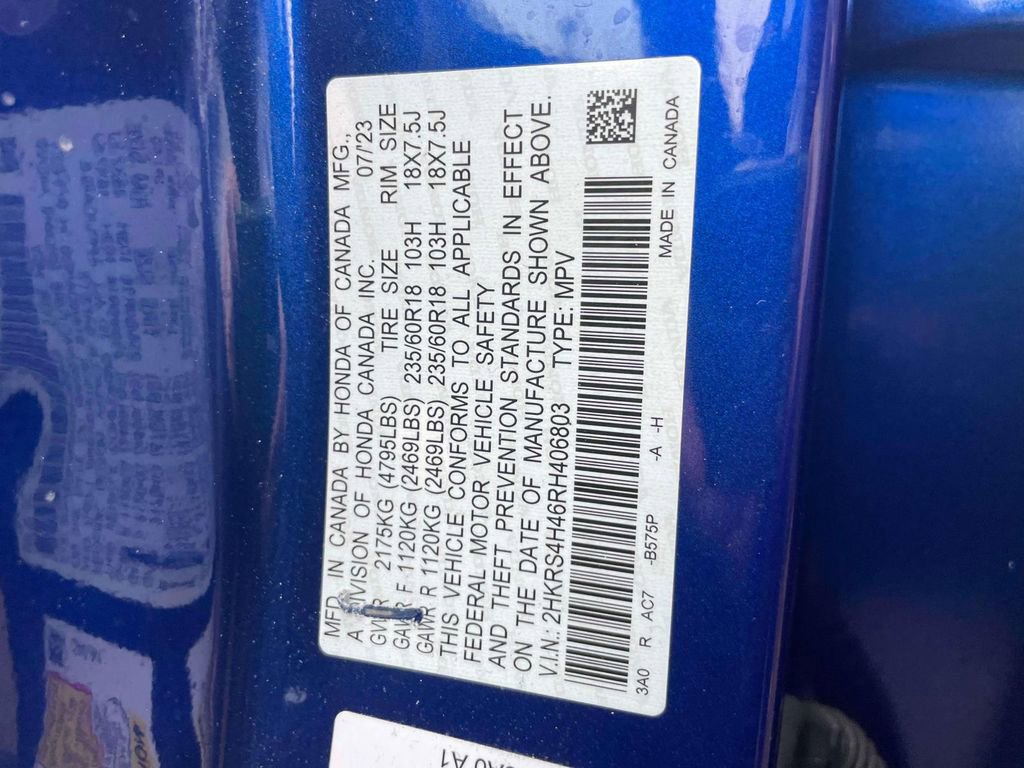 MFD IN CANADA BY HONDA OF CANADA MFG.,
A DIVISION OF HONDA CANADA INC. 07/'23
GVWR 2175KG (4795LBS) TIRE SIZE RIM SIZE
GAWR F 1120KG (2469LBS) 235/60R18 103H 18X7.5J
GAWR R 1120KG (2469LBS) 235/60R18 103H 18X7.5J
THIS VEHICLE CONFORMS TO ALL APPLICABLE
FEDERAL MOTOR VEHICLE SAFETY
AND THEFT PREVENTION STANDARDS IN EFFECT
ON THE DATE OF MANUFACTURE SHOWN ABOVE.
V.I.N.: 2HKRS4H46RH406803 TYPE: MPV
3A0 R AC7 -B575P -A -H MADE IN CANADA
A1